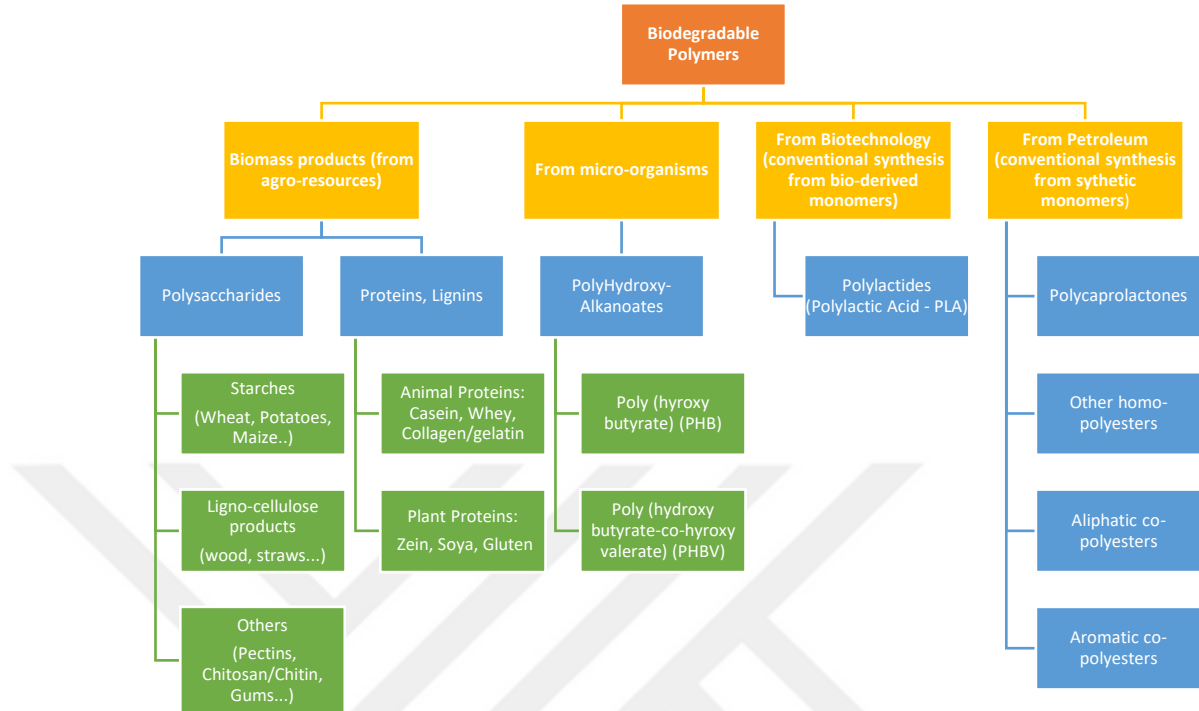 Biodegradable
Polymers
Biomass products (from
agro-resources)
From micro-organisms
From Biotechnology
(conventional synthesis
from bio-derived
monomers)
From Petroleum
(conventional synthesis
from sythetic
monomers)
Polysaccharides
Proteins, Lignins
PolyHydroxy-
Alkanoates
Polylactides
(Polylactic Acid - PLA)
Polycaprolactones
Starches
(Wheat, Potatoes,
Maize..)
Animal Proteins:
Casein, Whey,
Collagen/gelatin
Poly (hyroxy
butyrate) (PHB)
Other homo-
polyesters
Ligno-cellulose
products
(wood, straws...)
Plant Proteins:
Zein, Soya, Gluten
Poly (hydroxy
butyrate-co-hyroxy
valerate) (PHBV)
Aliphatic co-
polyesters
Others
(Pectins,
Chitosan/Chitin,
Gums...)
Aromatic co-
polyesters